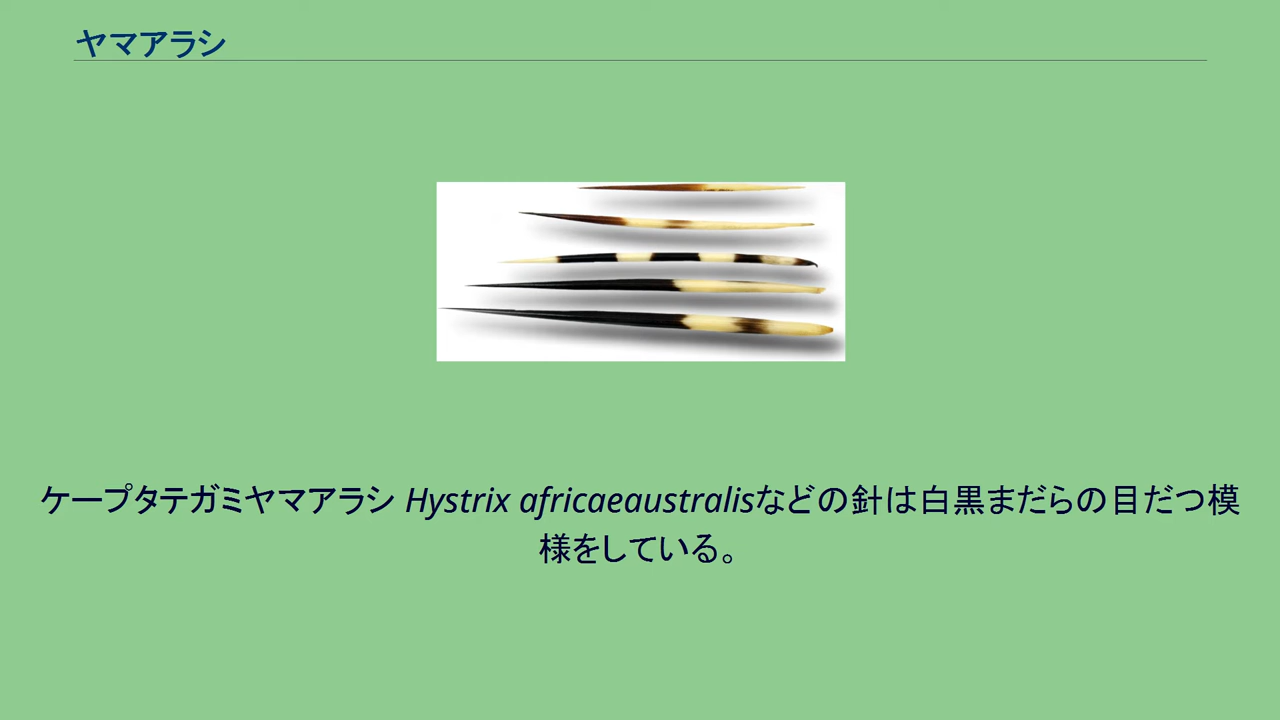 ヤマアラシ
ケープタテガミヤマアラシ Hystrix africaeaustralisなどの針は白黒まだらの目だつ模
様をしている。